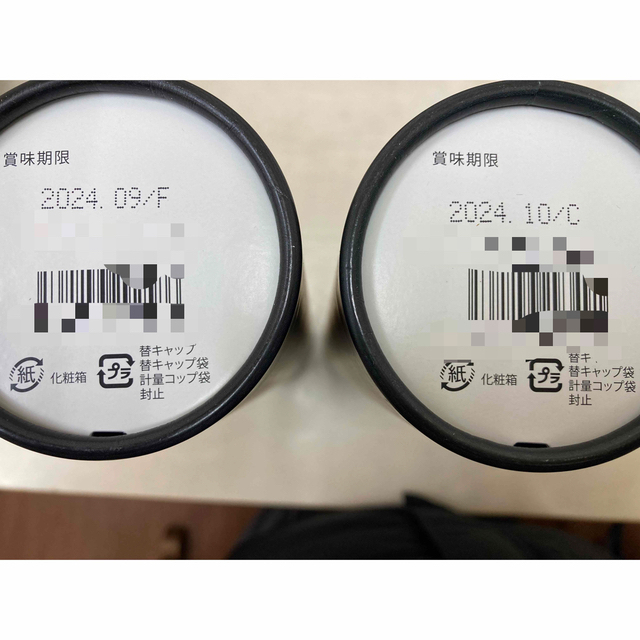 賞味期限
2024. 09/F
紙 化粧箱
プラ
替キャップ
替キャップ袋
計量コップ袋
封止
賞味期限
2024. 10/C
紙 化粧箱
プラ
替キ
替キャップ袋
計量コップ袋
封止